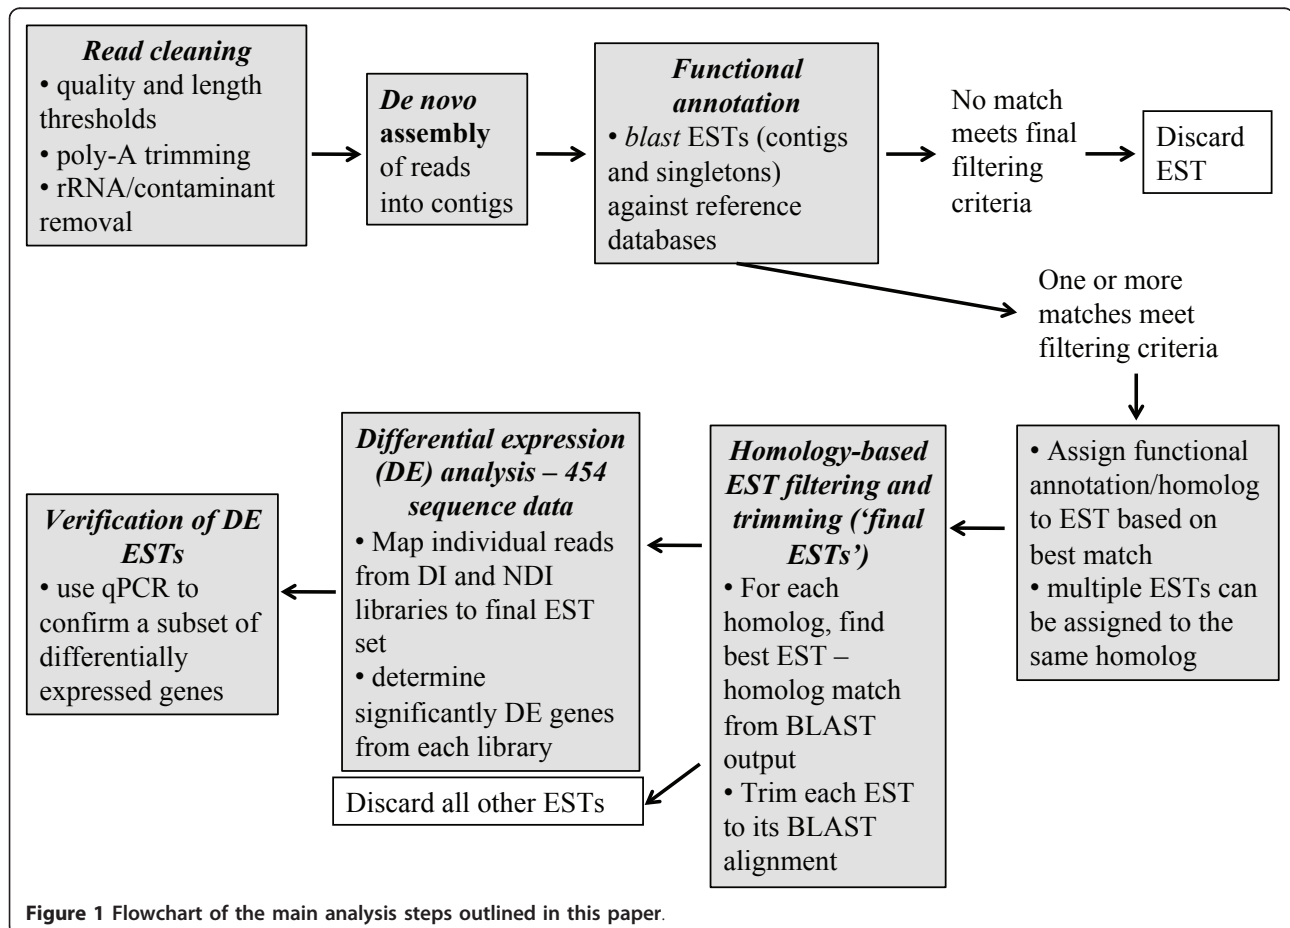 Read cleaning
• quality and length
thresholds
• poly-A trimming
• rRNA/contaminant
removal
De novo
assembly
of reads
into contigs
Functional
annotation
• blast ESTs (contigs
and singletons)
against reference
databases
No match
meets final
filtering
criteria
Discard
EST
One or more
matches meet
filtering criteria
• Assign functional
annotation/homolog
to EST based on
best match
• multiple ESTs can
be assigned to the
same homolog
Homology-based
EST filtering and
trimming (‘final
ESTs’)
• For each
homolog, find
best EST –
homolog match
from BLAST
output
• Trim each EST
to its BLAST
alignment
Differential expression
(DE) analysis – 454
sequence data
• Map individual reads
from DI and NDI
libraries to final EST
set
• determine
significantly DE genes
from each library
Discard all other ESTs
Verification of DE
ESTs
• use qPCR to
confirm a subset of
differentially
expressed genes
Figure 1 Flowchart of the main analysis steps outlined in this paper.